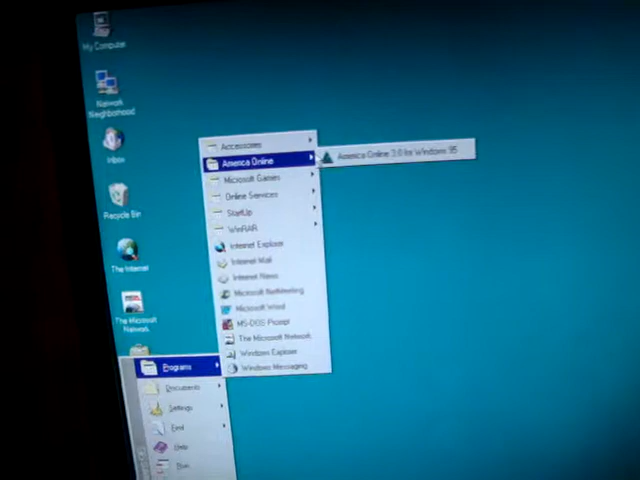 My Computer
Network
Neighborhood
Inbox
Recycle Bin
The Internet
The Microsoft
Network
Accessories
America Online
Microsoft Games
Online Services
StartUp
WinRAR
Internet Explorer
Internet Mail
Internet News
Microsoft NetMeeting
Microsoft Word
MS-DOS Prompt
The Microsoft Network
Windows Explorer
Windows Messaging
America Online 3.0 for Windows 95
Programs
Documents
Settings
Find
Help
Run